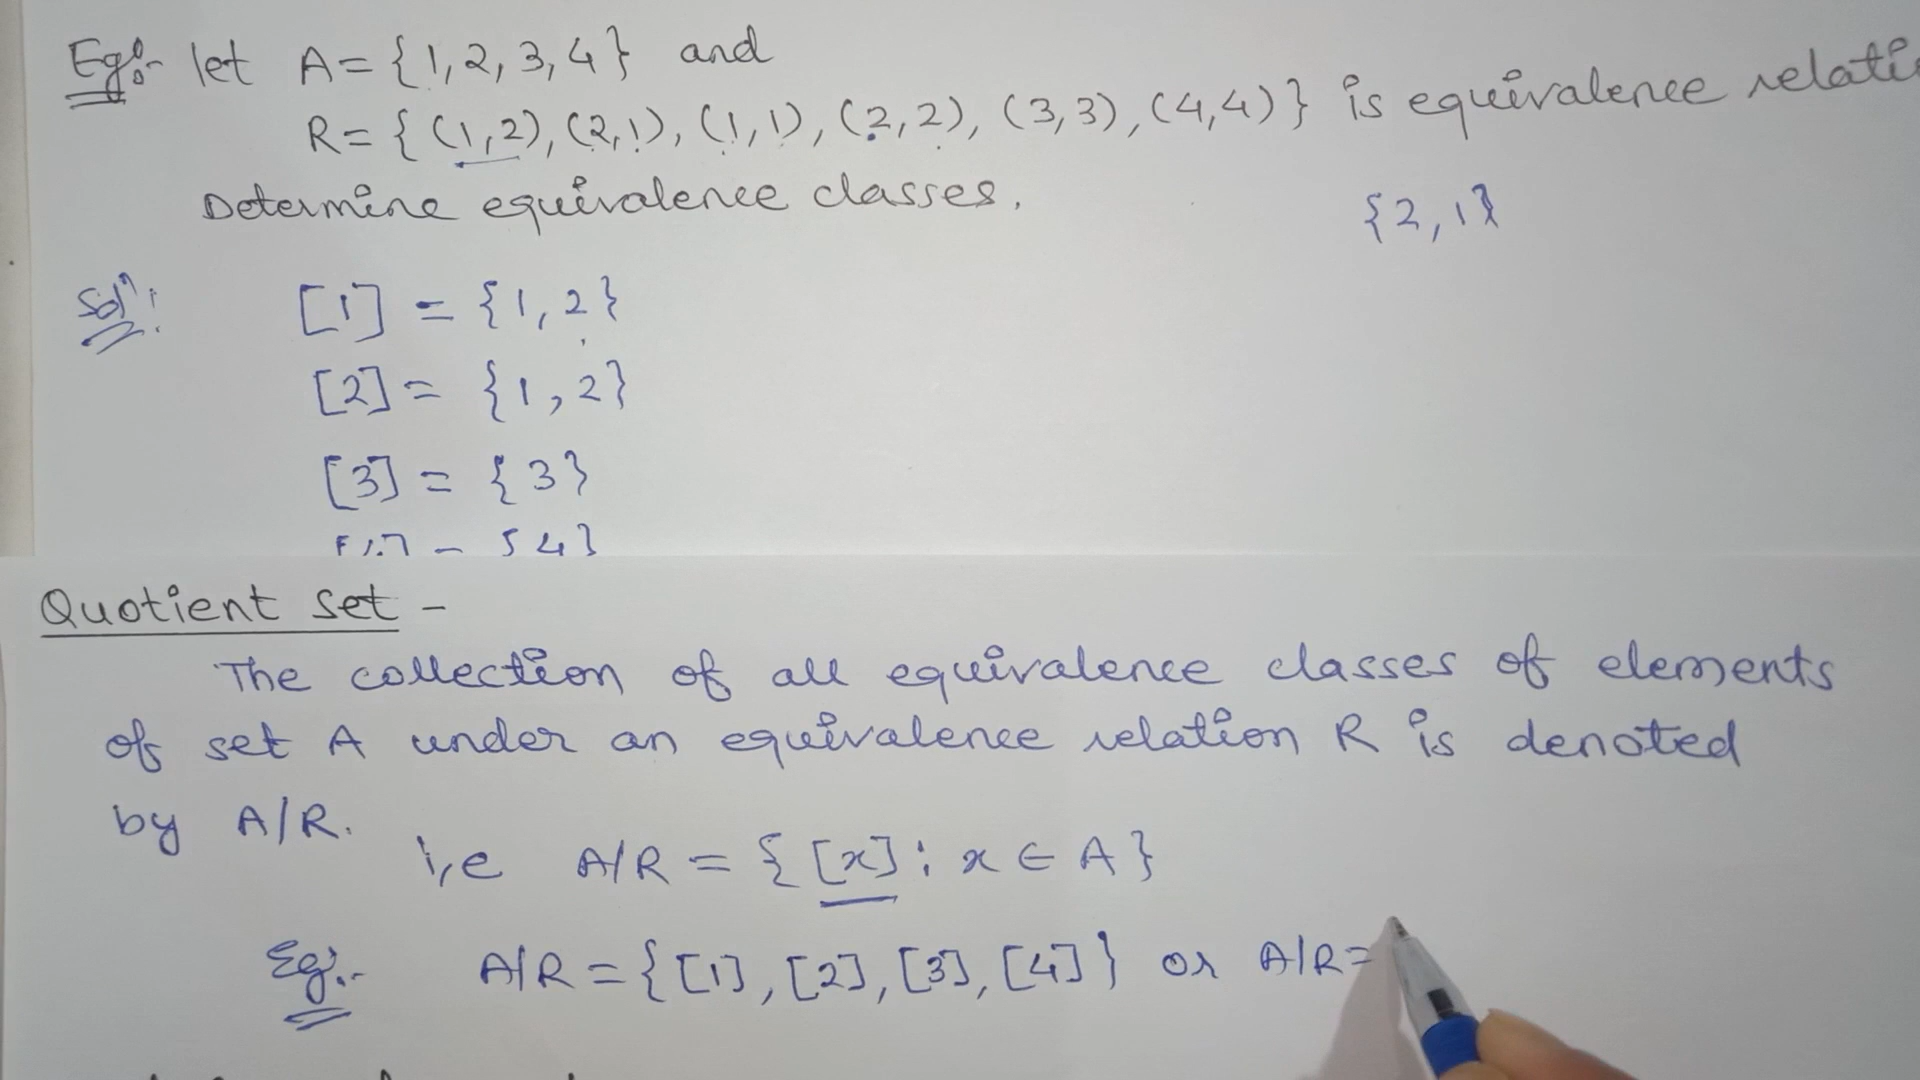 Eg:- let A = {1,2,3,4} and
R = { (1,2), (2,1), (1,1), (2,2), (3,3), (4,4)} is equivalence relati
Determine equivalence classes.
{2,1}
Solⁿ: [1] = {1,2}
[2] = {1,2}
[3] = {3}
[4] = {4}
Quotient set -
The collection of all equivalence classes of elements
of set A under an equivalence relation R is denoted
by A/R.
i,e A/R = { [x] : x ∈ A}
Eg:- A/R = { [1], [2], [3], [4] } or A/R =